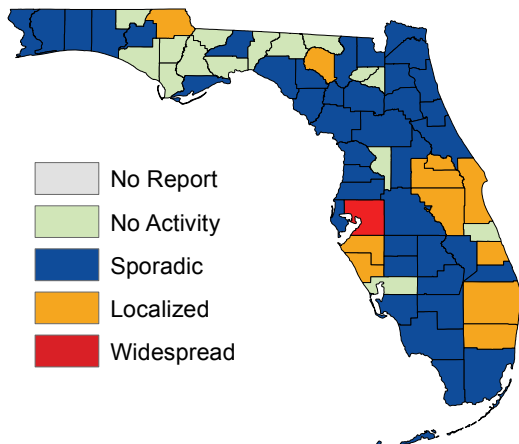 No Report
No Activity
Sporadic
Localized
Widespread